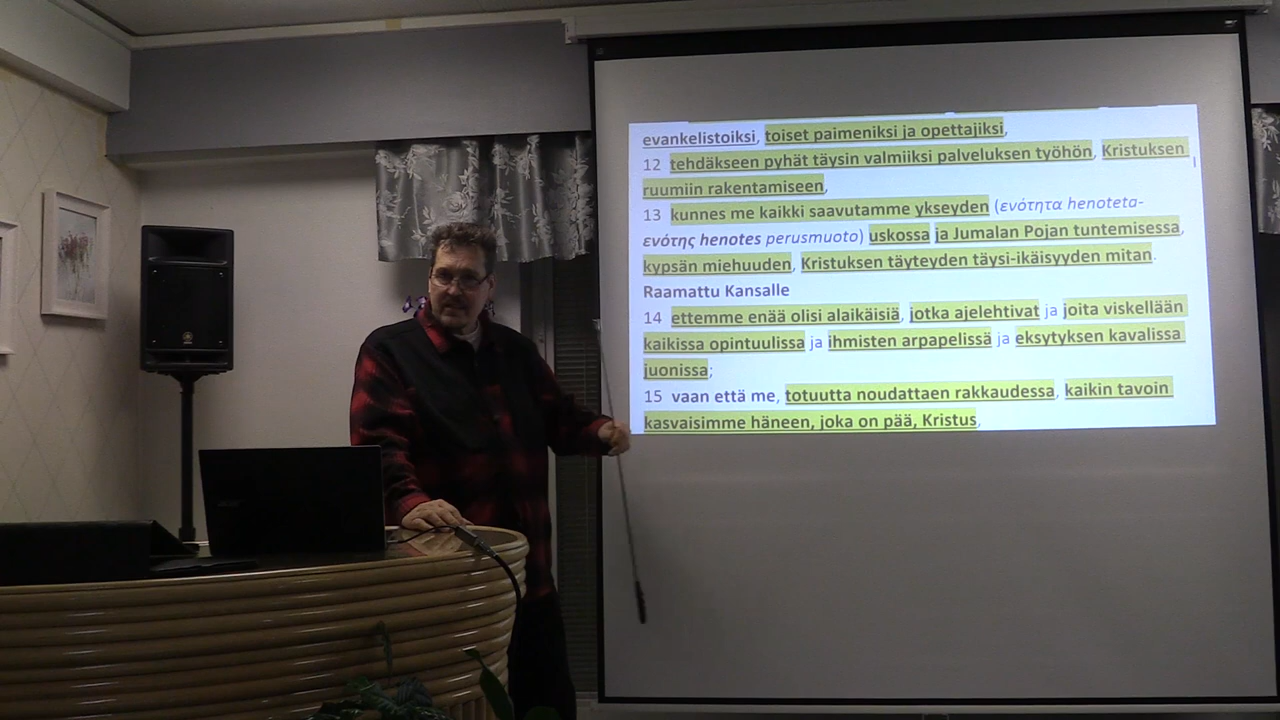 evankelistoiksi, toiset paimeniksi ja opettajiksi,
12 tehdäkseen pyhät täysin valmiiksi palveluksen työhön, Kristuksen
ruumiin rakentamiseen,
13 kunnes me kaikki saavutamme ykseyden (ενότητα henoteta-
ενότης henotes perusmuoto) uskossa ja Jumalan Pojan tuntemisessa,
kypsän miehuuden, Kristuksen täyteyden täysi-ikäisyyden mitan.
Raamattu Kansalle
14 ettemme enää olisi alaikäisiä, jotka ajelehtivat ja joita viskellään
kaikissa opintuulissa ja ihmisten arpapelissä ja eksytyksen kavalissa
juonissa;
15 vaan että me, totuutta noudattaen rakkaudessa, kaikin tavoin
kasvaisimme häneen, joka on pää, Kristus,